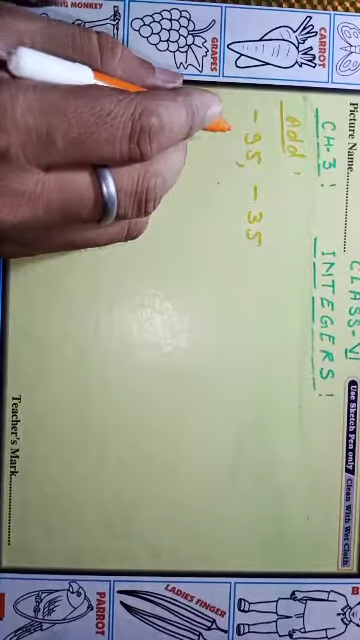 CLASS-VI
Picture Name
CH-3: INTEGERS!
Add:
-35, -35
Use Sketch Pen only / Clean With Wet Cloth
Teacher's Mark
MONKEY
GRAPES
CARROT
PARROT
LADIES FINGER